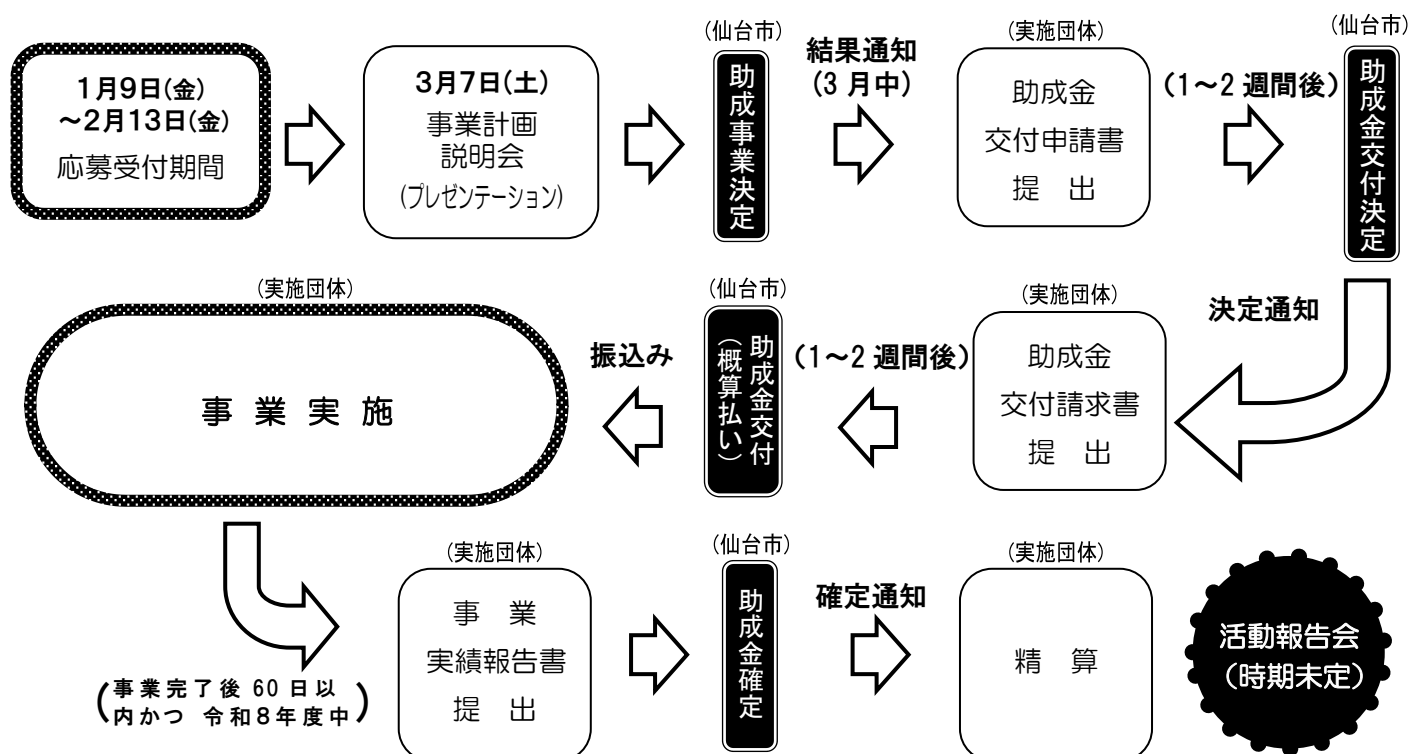 1月9日(金)
～2月13日(金)
応募受付期間
3月7日(土)
事業計画
説明会
(プレゼンテーション)
(仙台市)
助成事業決定
結果通知
(3月中)
(実施団体)
助成金
交付申請書
提 出
(1～2週間後)
(仙台市)
助成金交付決定
決定通知
(実施団体)
助成金
交付請求書
提 出
(1～2週間後)
(仙台市)
助成金交付
(概算払い)
振込み
(実施団体)
事 業 実 施
(事業完了後 60 日以
内かつ 令和8年度中)
(実施団体)
事 業
実績報告書
提 出
(仙台市)
助成金確定
確定通知
(実施団体)
精 算
活動報告会
(時期未定)